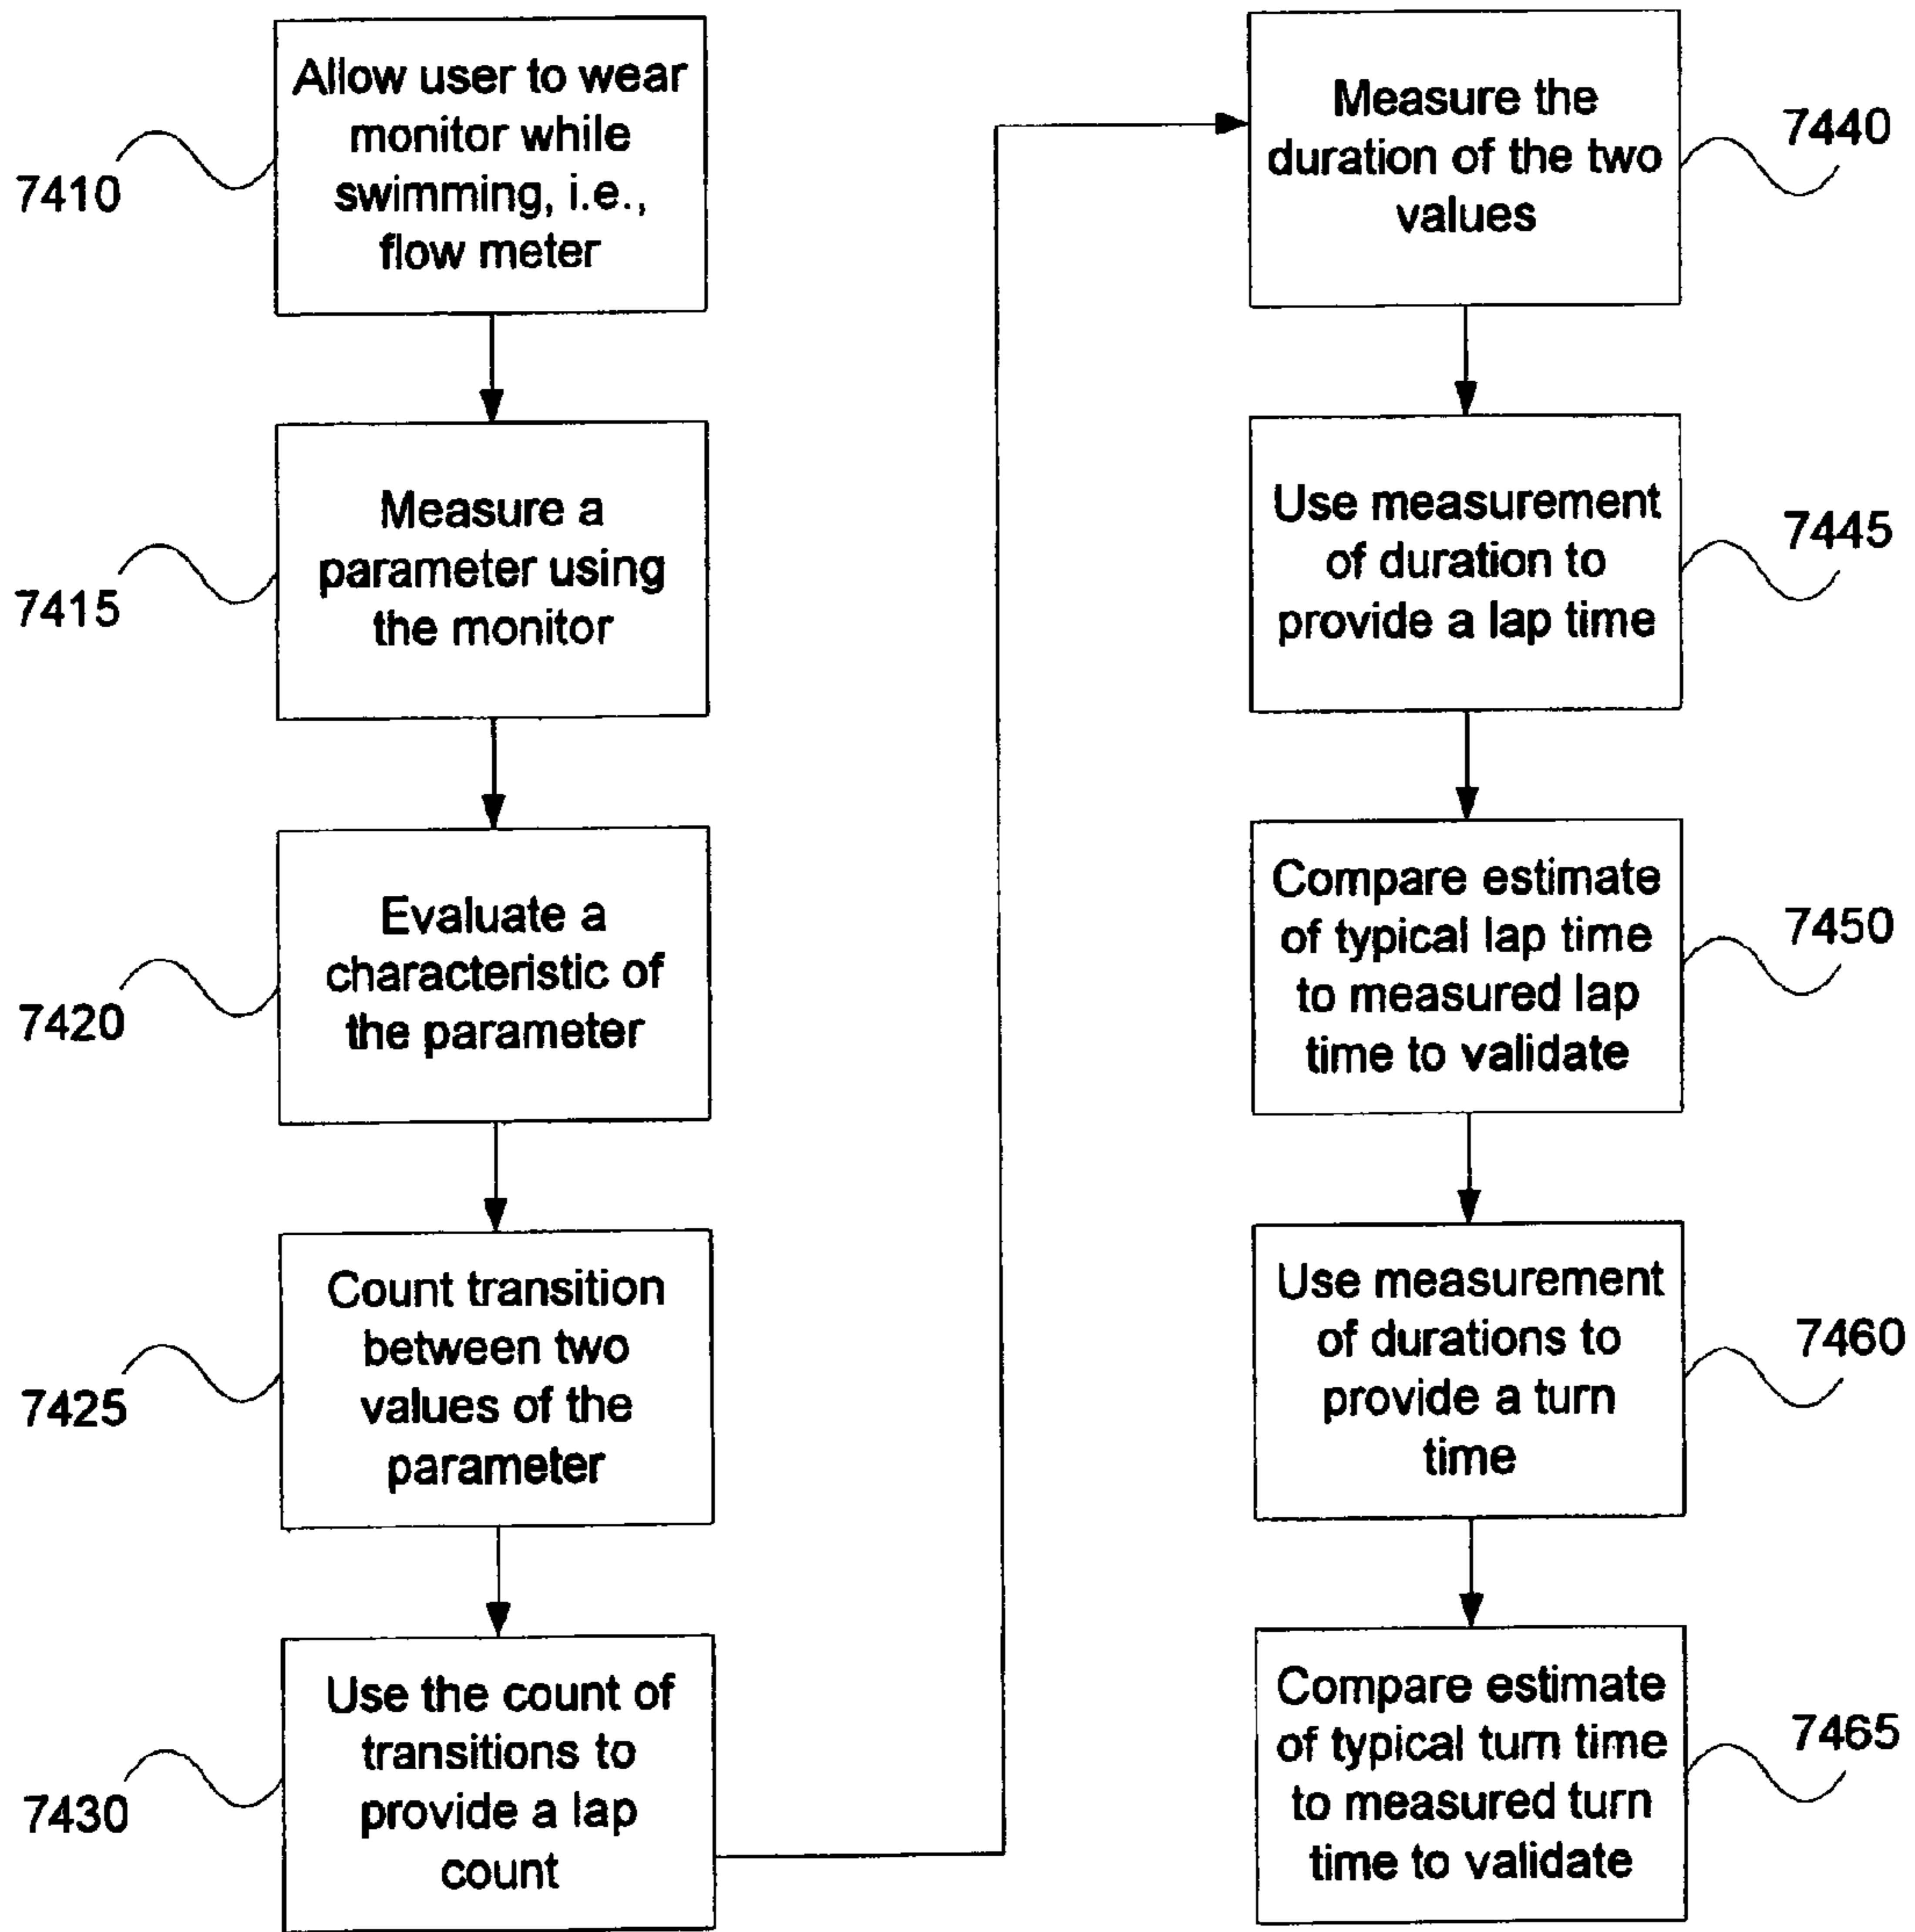 Allow user to wear
monitor while
swimming, i.e.,
flow meter
7410
Measure a
parameter using
the monitor
7415
Evaluate a
characteristic of
the parameter
7420
Count transition
between two
values of the
parameter
7425
Use the count of
transitions to
provide a lap
count
7430
Measure the
duration of the two
values
7440
Use measurement
of duration to
provide a lap time
7445
Compare estimate
of typical lap time
to measured lap
time to validate
7450
Use measurement
of durations to
provide a turn
time
7460
Compare estimate
of typical turn time
to measured turn
time to validate
7465